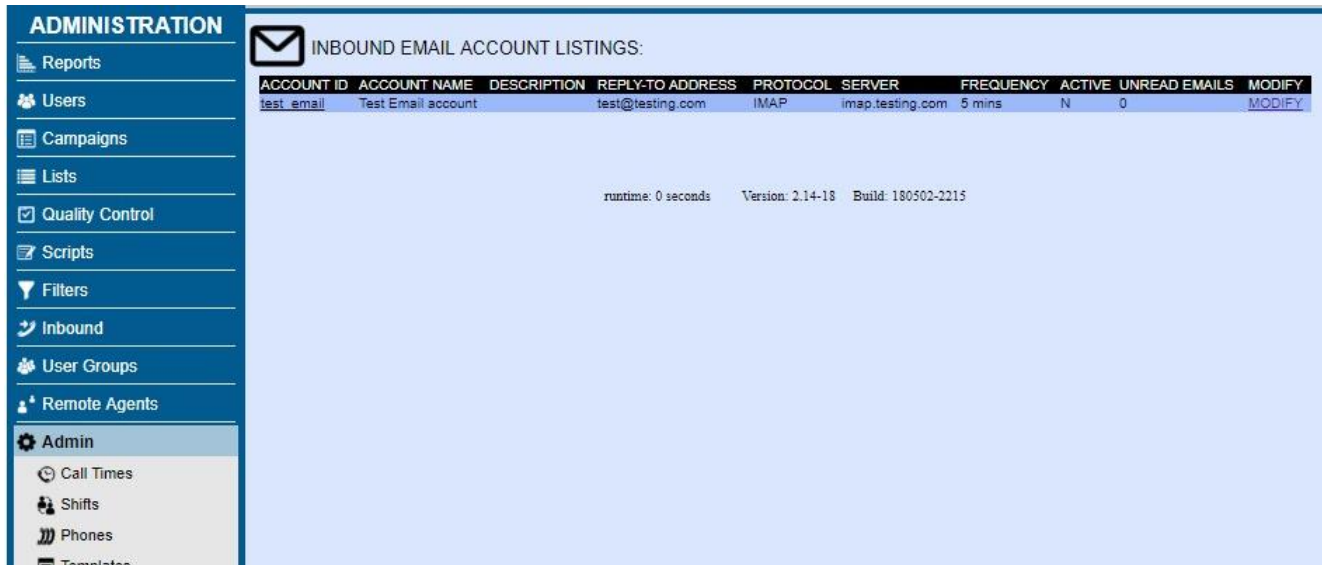 ADMINISTRATION
Reports
Users
Campaigns
Lists
Quality Control
Scripts
Filters
Inbound
User Groups
Remote Agents
Admin
Call Times
Shifts
Phones
Templates
INBOUND EMAIL ACCOUNT LISTINGS:
ACCOUNT ID ACCOUNT NAME DESCRIPTION REPLY-TO ADDRESS PROTOCOL SERVER FREQUENCY ACTIVE UNREAD EMAILS MODIFY
test_email Test Email account test@testing.com IMAP imap.testing.com 5 mins N 0 MODIFY
runtime: 0 seconds Version: 2.14-18 Build: 180502-2215